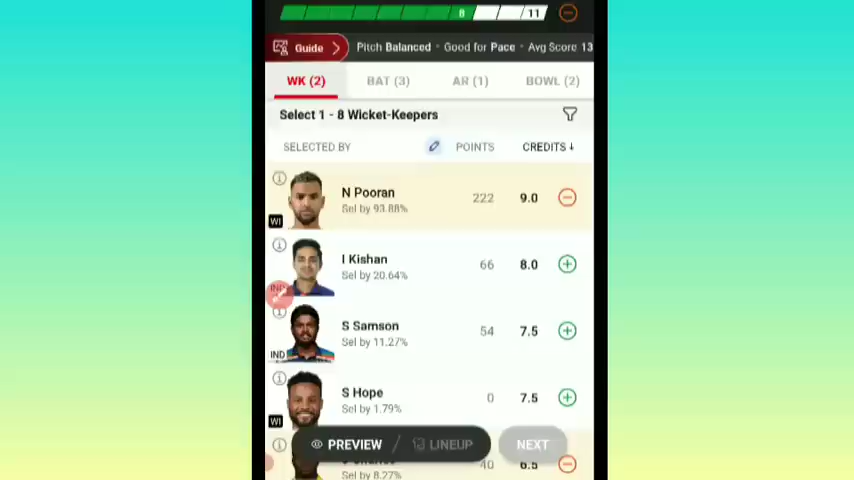 8 11
Guide Pitch Balanced • Good for Pace • Avg Score 13
WK (2) BAT (3) AR (1) BOWL (2)
Select 1 - 8 Wicket-Keepers
SELECTED BY POINTS CREDITS↓
N Pooran
Sel by 93.88%
222 9.0
WI
I Kishan
Sel by 20.64%
66 8.0
S Samson
Sel by 11.27%
54 7.5
IND
S Hope
Sel by 1.79%
0 7.5
WI
PREVIEW / LINEUP NEXT
Sel by 8.27%
40 6.5